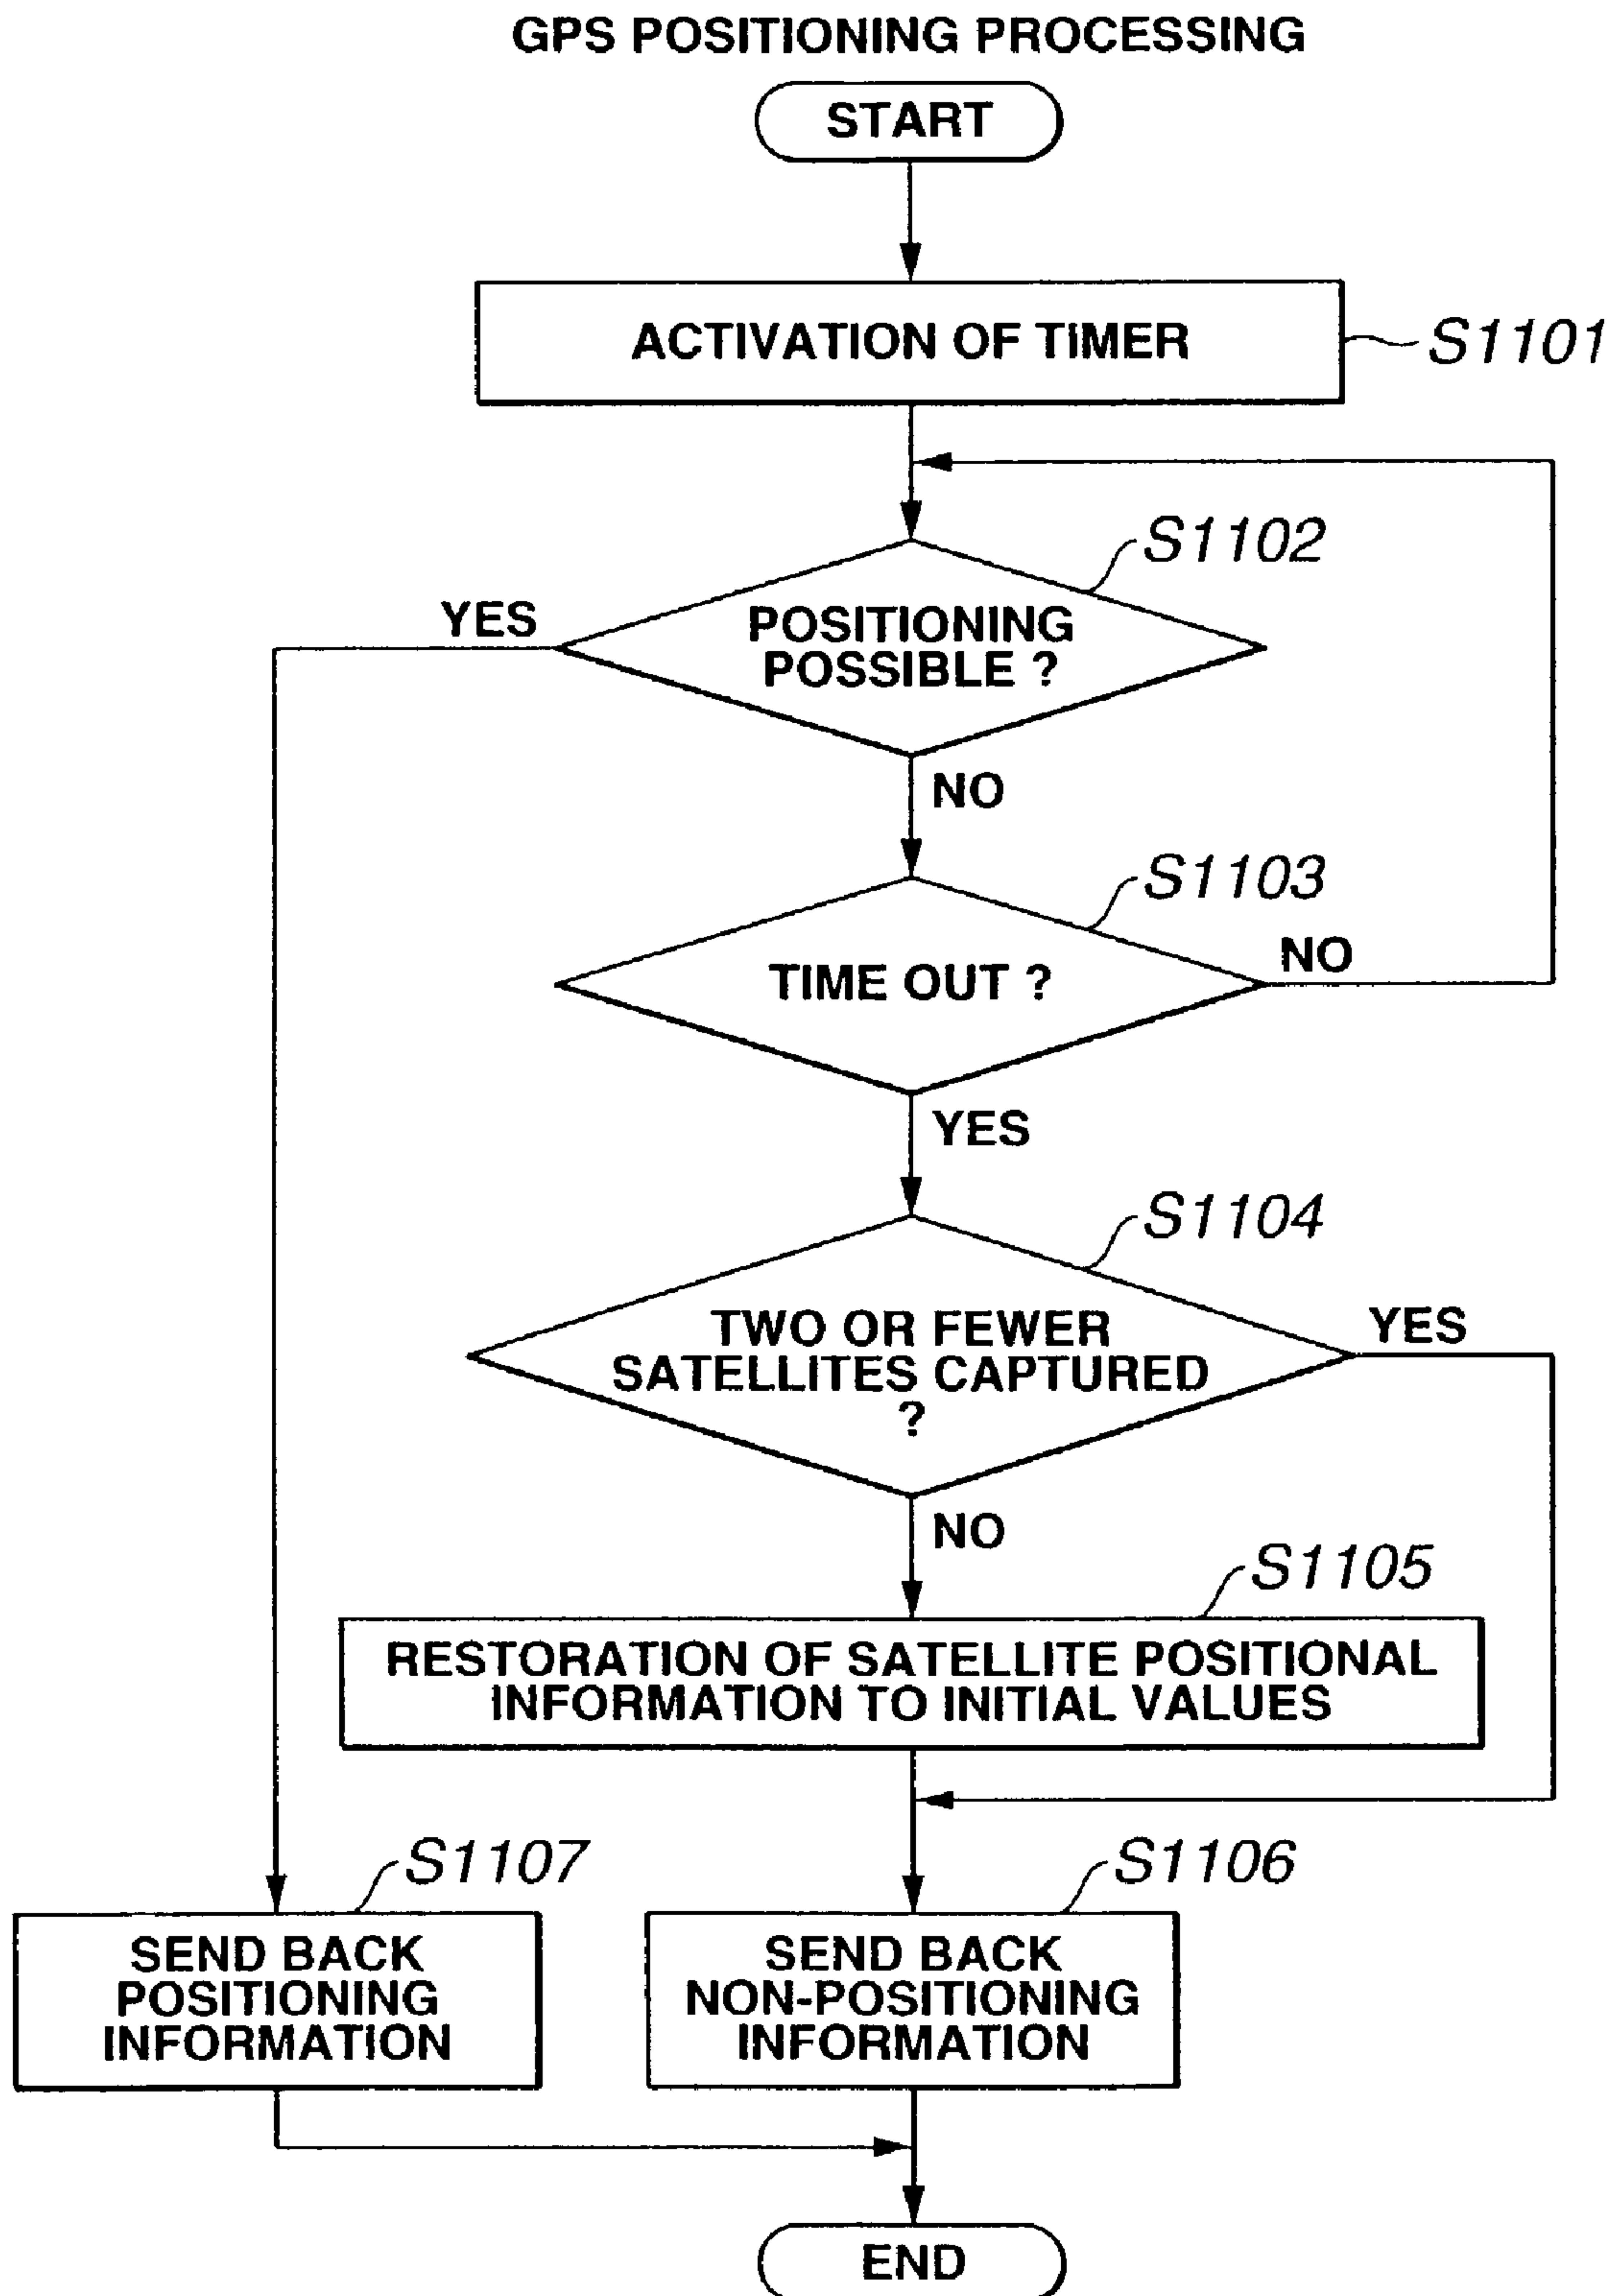 GPS POSITIONING PROCESSING
START
ACTIVATION OF TIMER
S1101
S1102
YES
POSITIONING
POSSIBLE ?
NO
S1103
TIME OUT ?
NO
YES
S1104
TWO OR FEWER
SATELLITES CAPTURED
?
YES
NO
S1105
RESTORATION OF SATELLITE POSITIONAL
INFORMATION TO INITIAL VALUES
S1107
S1106
SEND BACK
POSITIONING
INFORMATION
SEND BACK
NON-POSITIONING
INFORMATION
END